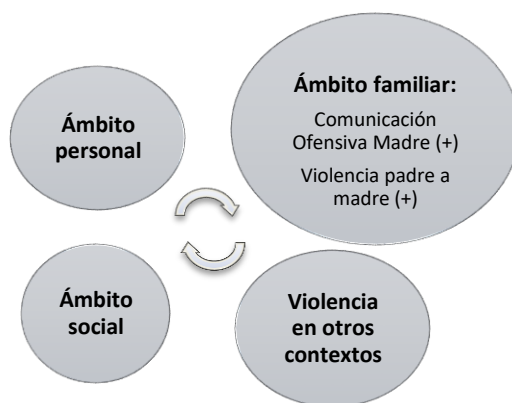 Ámbito
personal
Ámbito familiar:
Comunicación
Ofensiva Madre (+)
Violencia padre a
madre (+)
Ámbito
social
Violencia
en otros
contextos